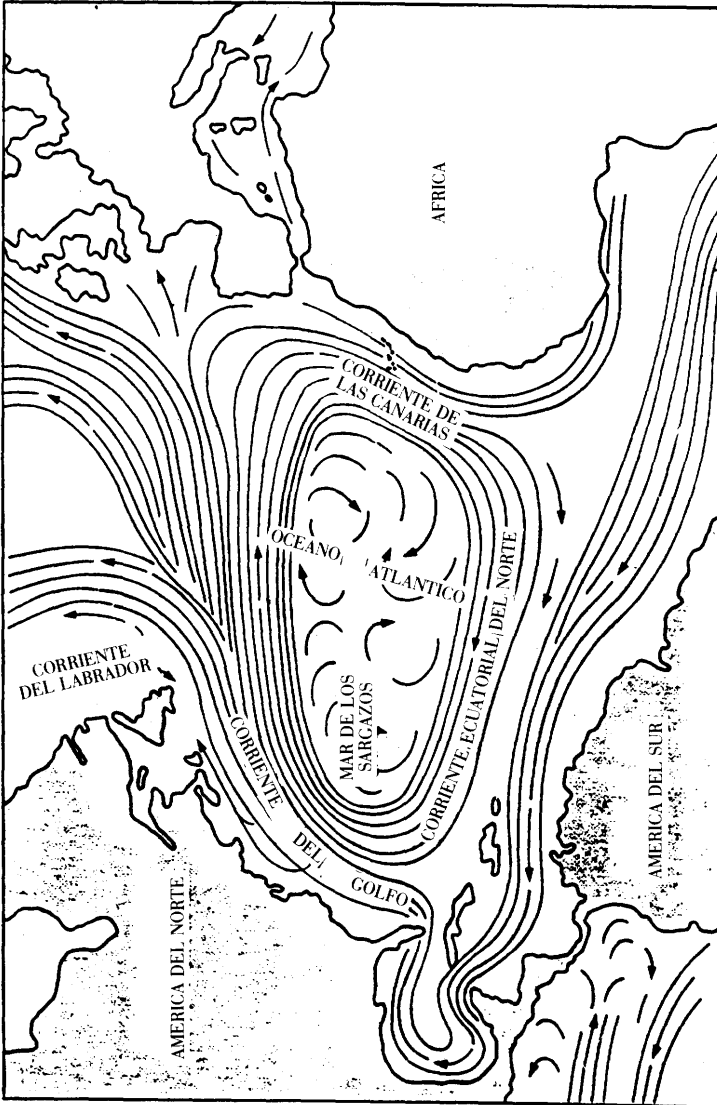 AFRICA
CORRIENTE DE
LAS CANARIAS
OCEANO ATLANTICO
CORRIENTE ECUATORIAL DEL NORTE
MAR DE LOS
SARGAZOS
CORRIENTE
DEL LABRADOR
CORRIENTE DEL GOLFO
AMERICA DEL NORTE
AMERICA DEL SUR